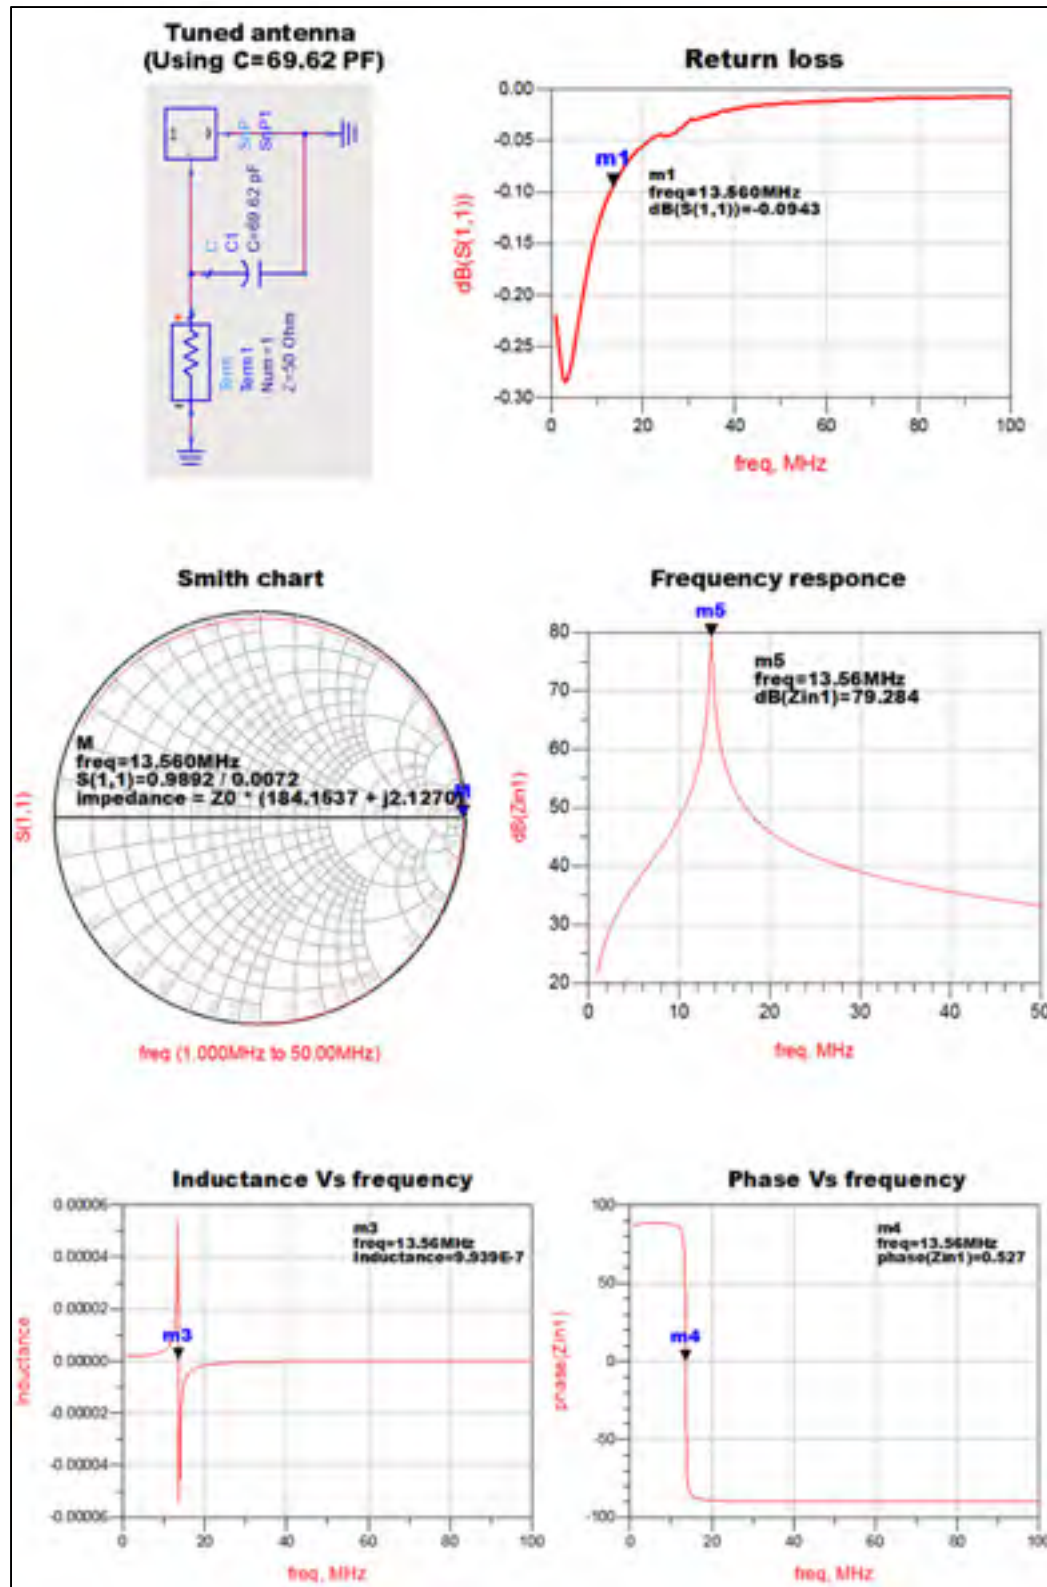 Tuned antenna
(Using C=69.62 PF)
SnP
SnP1
C
C1
C=69.62 pF
Term
Term 1
Num=1
Z=50 Ohm
Return loss
0.00
-0.05
-0.10
-0.15
-0.20
-0.25
-0.30
dB(S(1,1))
m1
m1
freq=13.560MHz
dB(S(1,1))=-0.0943
0 20 40 60 80 100
freq, MHz
Smith chart
S(1,1)
M
freq=13.560MHz
S(1,1)=0.9892 / 0.0072
impedance = Z0 * (184.1537 + j2.1270)
M
freq (1.000MHz to 50.00MHz)
Frequency responce
80
70
60
50
40
30
20
dB(Zin1)
m5
m5
freq=13.56MHz
dB(Zin1)=79.284
0 10 20 30 40 50
freq, MHz
Inductance Vs frequency
0.00006
0.00004
0.00002
0.00000
-0.00002
-0.00004
-0.00006
Inductance
m3
m3
freq=13.56MHz
Inductance=9.939E-7
0 20 40 60 80 100
freq, MHz
Phase Vs frequency
100
50
0
-50
-100
phase(Zin1)
m4
m4
freq=13.56MHz
phase(Zin1)=0.527
0 20 40 60 80 100
freq, MHz